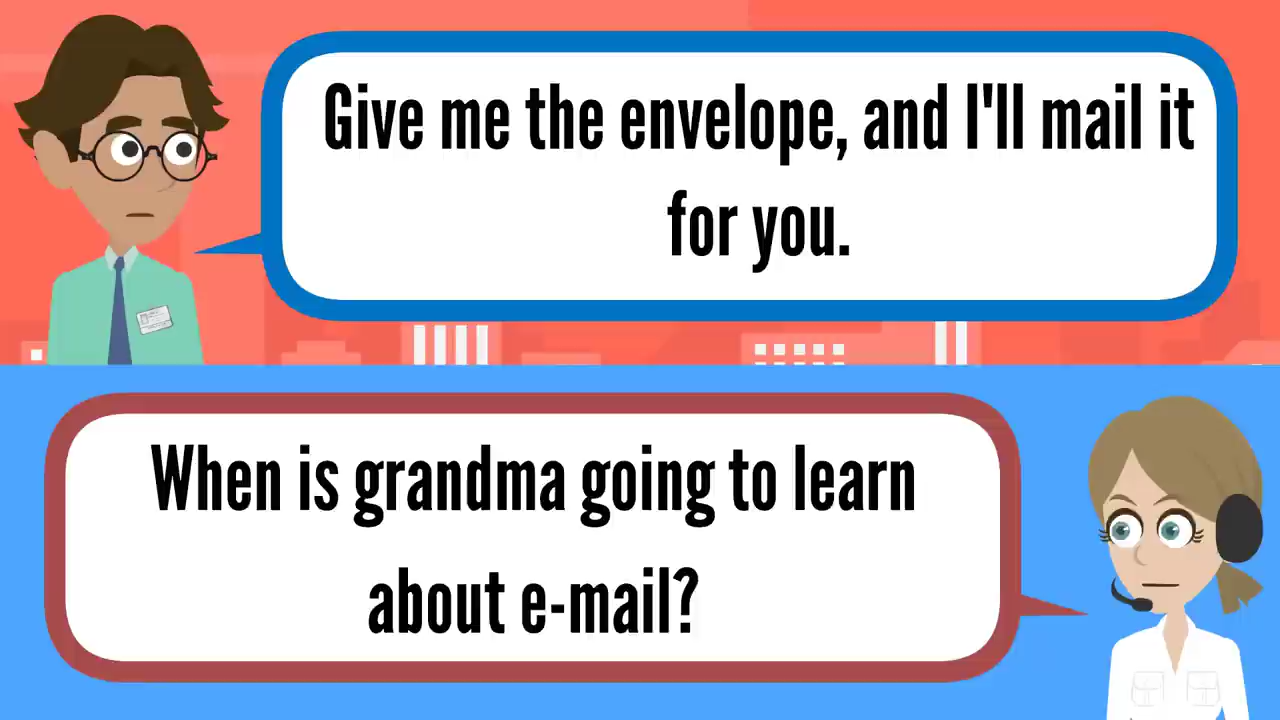 Give me the envelope, and I'll mail it
for you.
When is grandma going to learn
about e-mail?